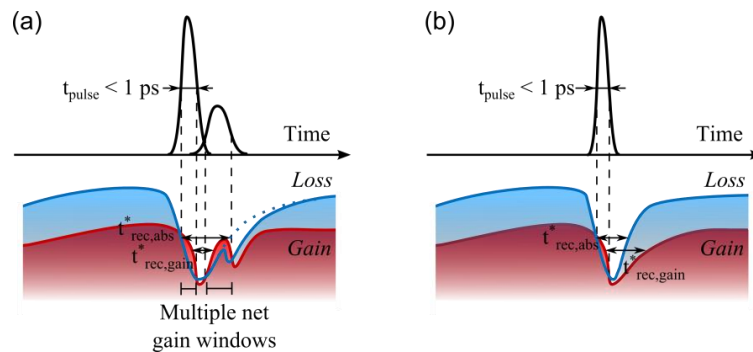 (a)
t_pulse < 1 ps
Time
Loss
t*_rec,abs
Gain
t*_rec,gain
Multiple net
gain windows
(b)
t_pulse < 1 ps
Time
Loss
t*_rec,abs
Gain
t*_rec,gain